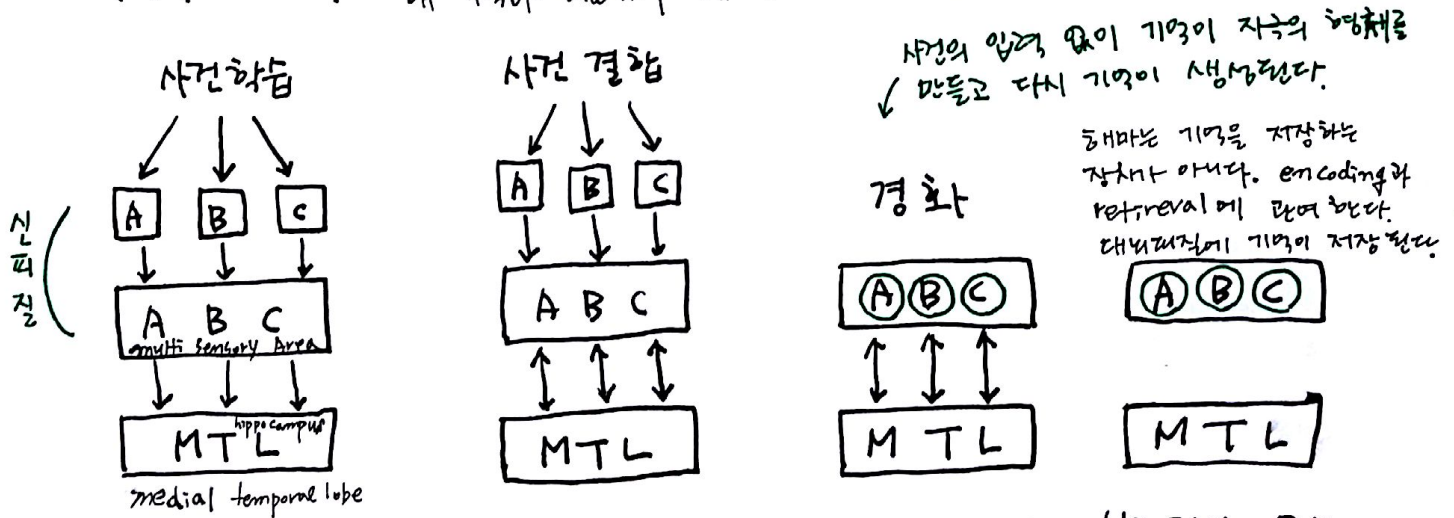 사건의 입력 없이 기억이 자극의 형태를
만들고 다시 기억이 생성된다.
사건학습
사건 결합
경화
해마는 기억을 저장하는
장치가 아니다. encoding과
retrieval에 관여 한다.
대뇌피질에 기억이 저장 된다.
신피질
A B C
A B C
multi sensory Area
MTL
hippocampus
medial temporal lobe
A B C
A B C
MTL
A B C
MTL
A B C
MTL